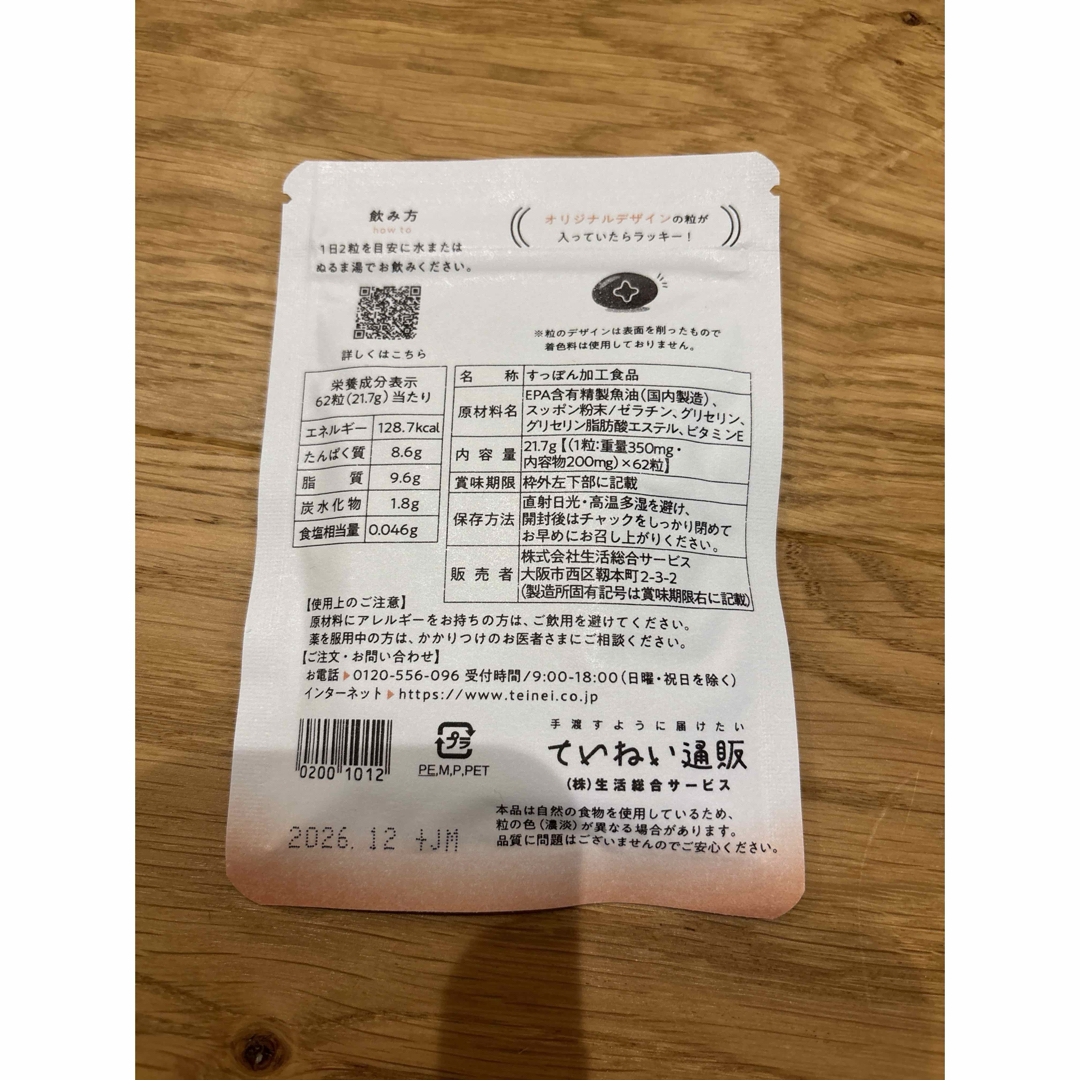 飲み方
how to
1日2粒を目安に水または
ぬるま湯でお飲みください。
詳しくはこちら
オリジナルデザインの粒が
入っていたらラッキー！
※粒のデザインは表面を削ったもので
着色料は使用しておりません。
栄養成分表示
62粒(21.7g)当たり
エネルギー 128.7kcal
たんぱく質 8.6g
脂質 9.6g
炭水化物 1.8g
食塩相当量 0.046g
名称 すっぽん加工食品
原材料名 EPA含有精製魚油(国内製造)、
スッポン粉末/ゼラチン、グリセリン、
グリセリン脂肪酸エステル、ビタミンE
内容量 21.7g【(1粒:重量350mg・
内容物200mg)×62粒】
賞味期限 枠外左下部に記載
保存方法 直射日光・高温多湿を避け、
開封後はチャックをしっかり閉めて
お早めにお召し上がりください。
販売者 株式会社生活総合サービス
大阪市西区靱本町2-3-2
(製造所固有記号は賞味期限右に記載)
【使用上のご注意】
原材料にアレルギーをお持ちの方は、ご飲用を避けてください。
薬を服用中の方は、かかりつけのお医者さまにご相談ください。
【ご注文・お問い合わせ】
お電話▶0120-556-096 受付時間/9:00-18:00(日曜・祝日を除く)
インターネット▶https://www.teinei.co.jp
02001012
プラ
PE,M,P,PET
手渡すように届けたい
ていねい通販
(株)生活総合サービス
本品は自然の食物を使用しているため、
粒の色(濃淡)が異なる場合があります。
品質に問題はございませんのでご安心ください。
2026.12 +JM